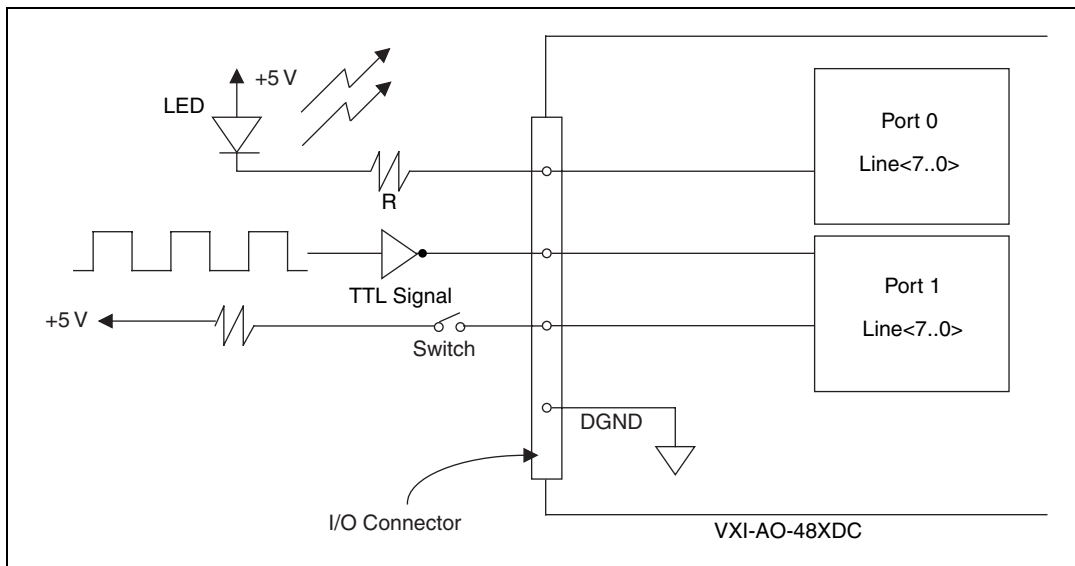 +5 V
LED
Port 0
Line<7..0>
R
TTL Signal
Port 1
+5 V
Line<7..0>
Switch
DGND
I/O Connector
VXI-AO-48XDC